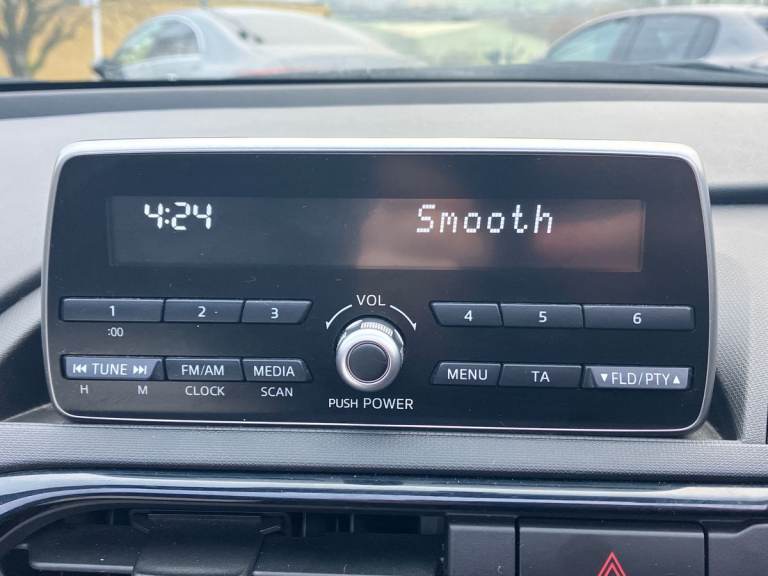 4:24 Smooth
1 2 3 VOL 4 5 6
:00
⏮ TUNE ⏭ FM/AM MEDIA MENU TA ▼FLD/PTY▲
H M CLOCK SCAN PUSH POWER